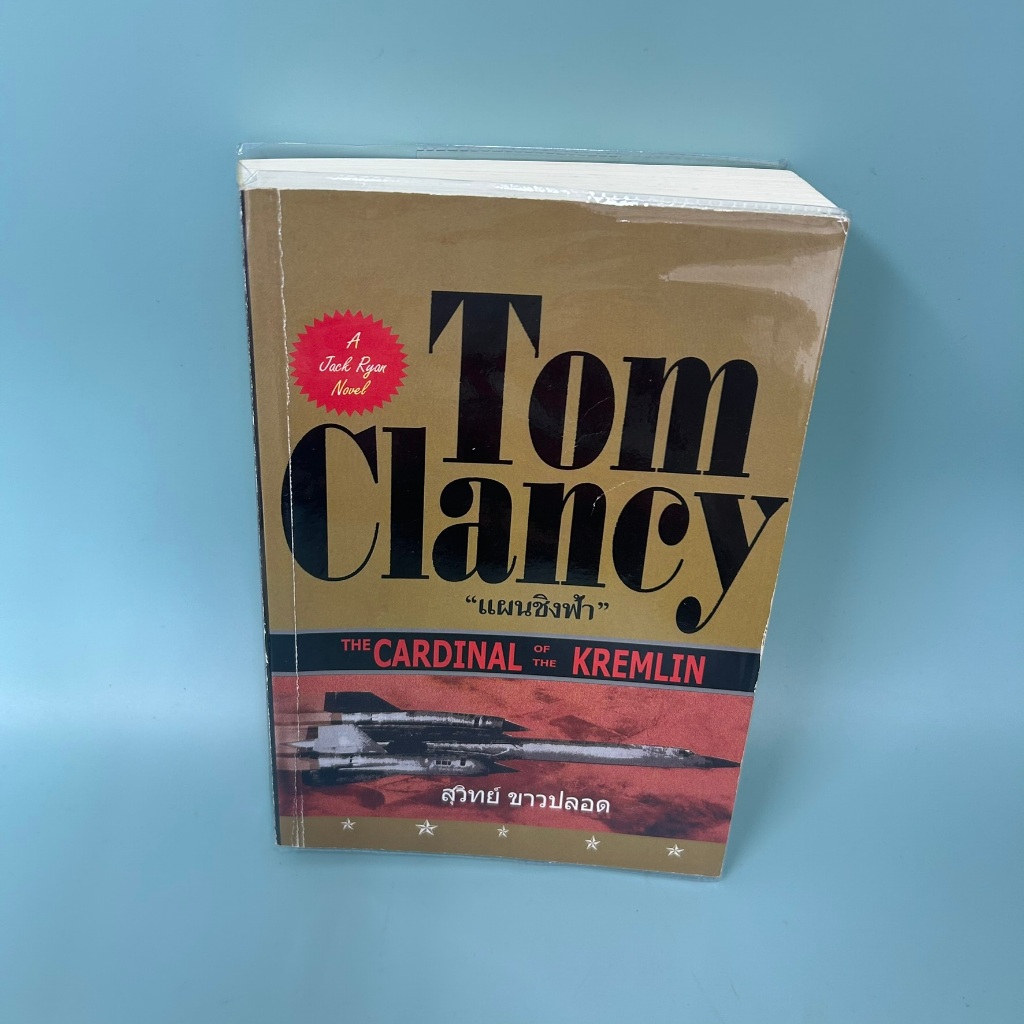 A
Jack Ryan
Novel
Tom
Clancy
“แผนชิงฟ้า”
THE CARDINAL OF THE KREMLIN
สุวิทย์ ขาวปลอด